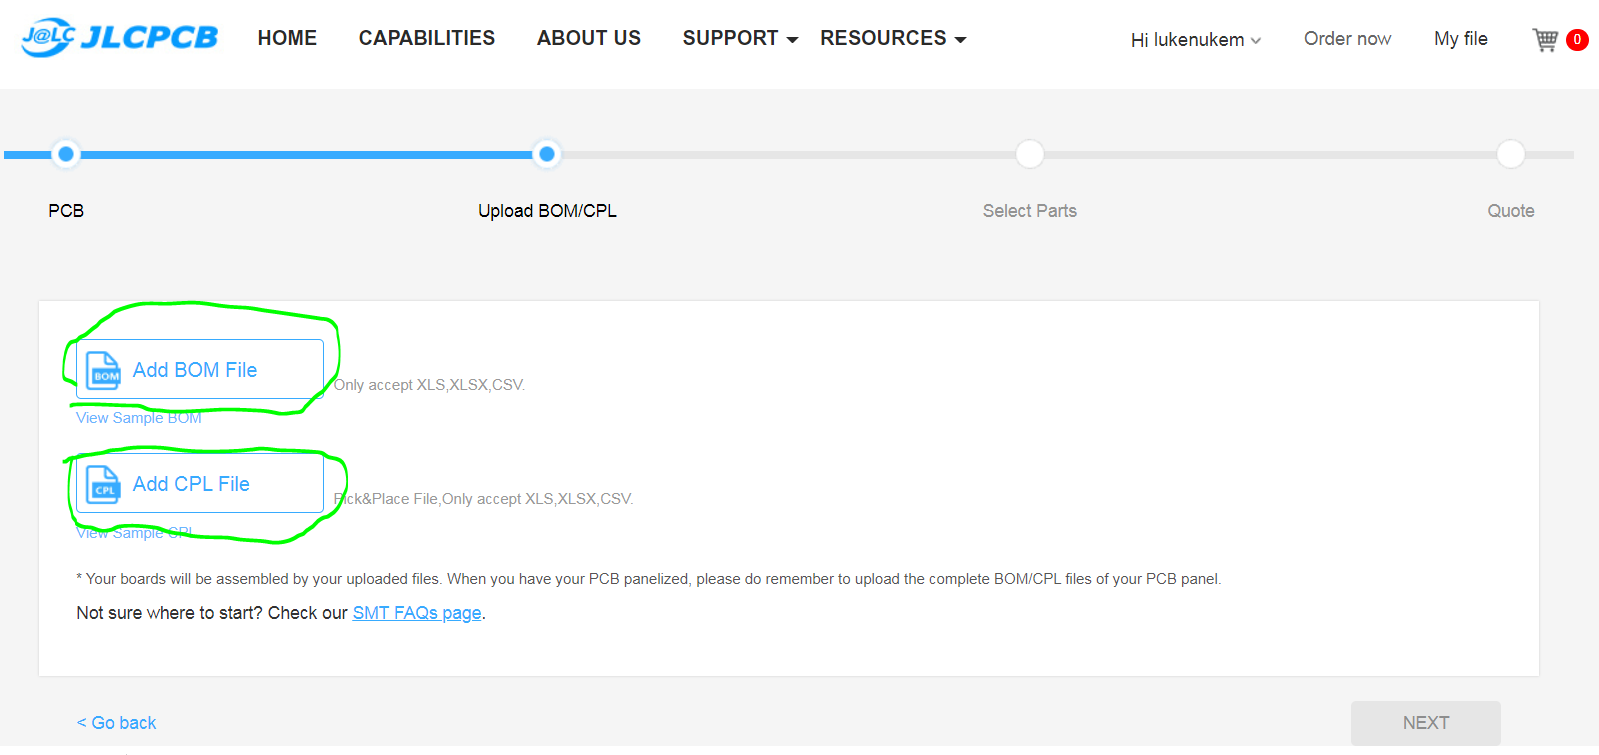 J@LC JLCPCB HOME CAPABILITIES ABOUT US SUPPORT RESOURCES Hi lukenukem Order now My file 0
PCB Upload BOM/CPL Select Parts Quote
BOM Add BOM File Only accept XLS,XLSX,CSV.
View Sample BOM
CPL Add CPL File Pick&Place File,Only accept XLS,XLSX,CSV.
View Sample CPL
* Your boards will be assembled by your uploaded files. When you have your PCB panelized, please do remember to upload the complete BOM/CPL files of your PCB panel.
Not sure where to start? Check our SMT FAQs page.
< Go back NEXT